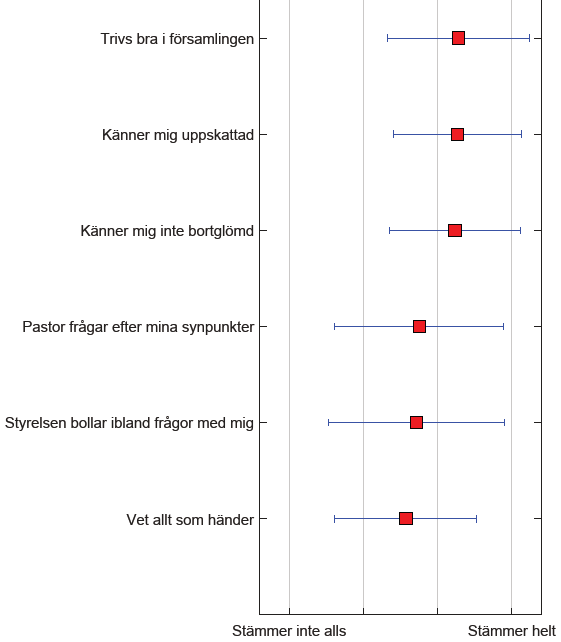 Trivs bra i församlingen
Känner mig uppskattad
Känner mig inte bortglömd
Pastor frågar efter mina synpunkter
Styrelsen bollar ibland frågor med mig
Vet allt som händer
Stämmer inte alls Stämmer helt